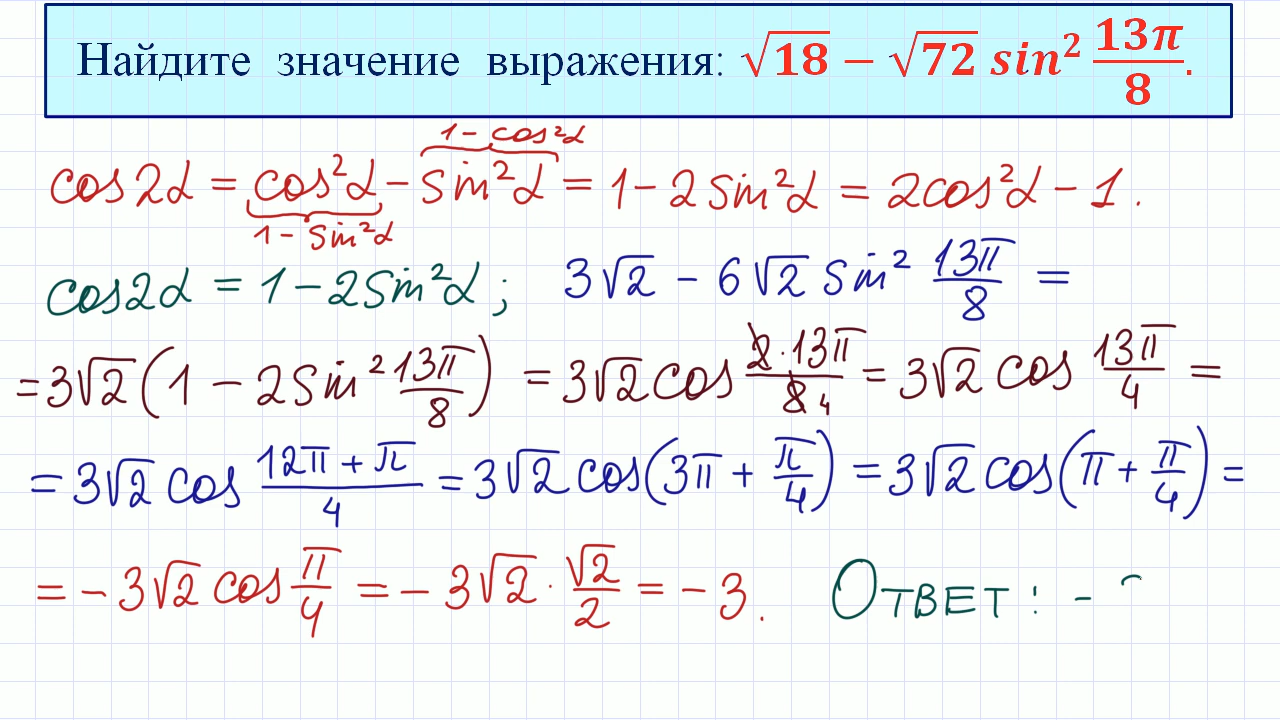 Найдите значение выражения: √18 − √72 sin² 13π/8.
1 − cos²α
cos2α = cos²α − sin²α = 1 − 2sin²α = 2cos²α − 1.
1 − sin²α
cos2α = 1 − 2sin²α; 3√2 − 6√2 sin² 13π/8 =
= 3√2(1 − 2sin² 13π/8) = 3√2 cos 2·13π/8 4 = 3√2 cos 13π/4 =
= 3√2 cos 12π + π/4 = 3√2 cos(3π + π/4) = 3√2 cos(π + π/4) =
= − 3√2 cos π/4 = − 3√2 · √2/2 = − 3. Ответ: -